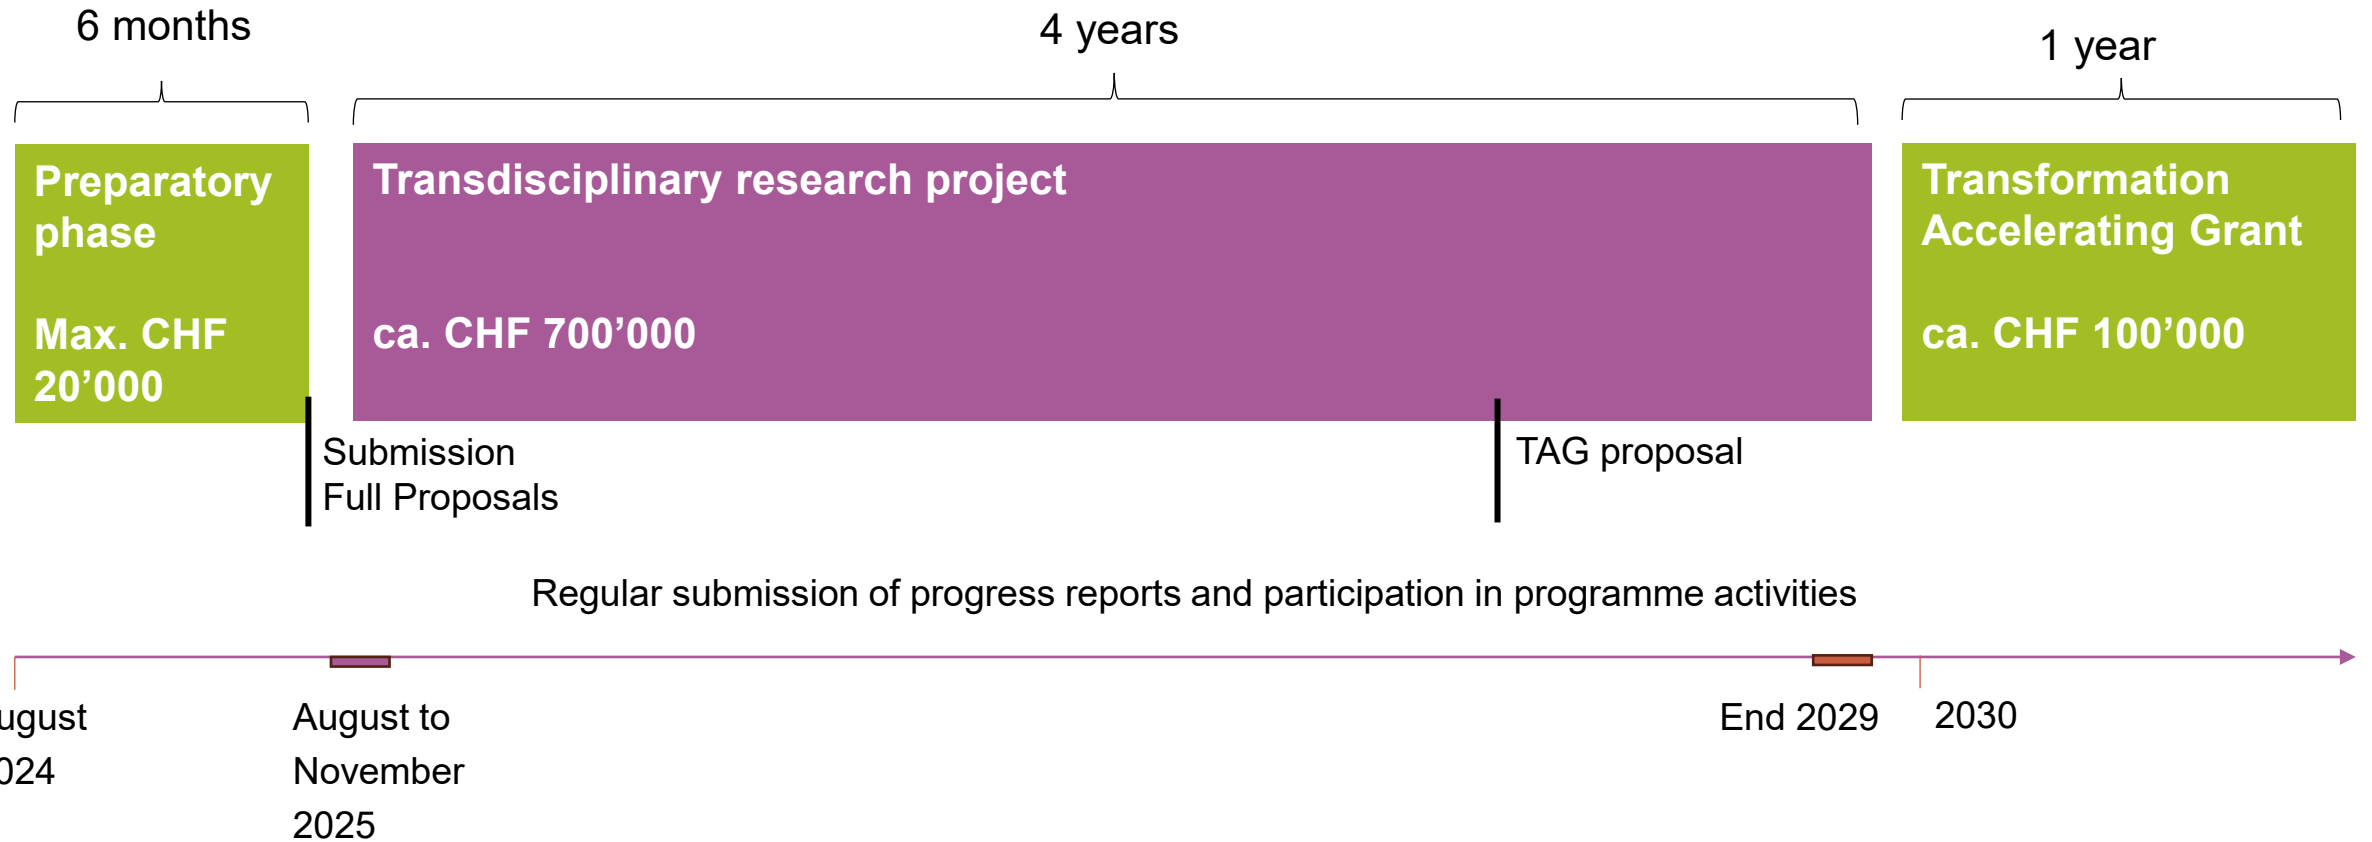 6 months
4 years
1 year
Preparatory
phase
Max. CHF
20’000
Transdisciplinary research project
ca. CHF 700’000
Transformation
Accelerating Grant
ca. CHF 100’000
Submission
Full Proposals
TAG proposal
Regular submission of progress reports and participation in programme activities
ugust
024
August to
November
2025
End 2029
2030